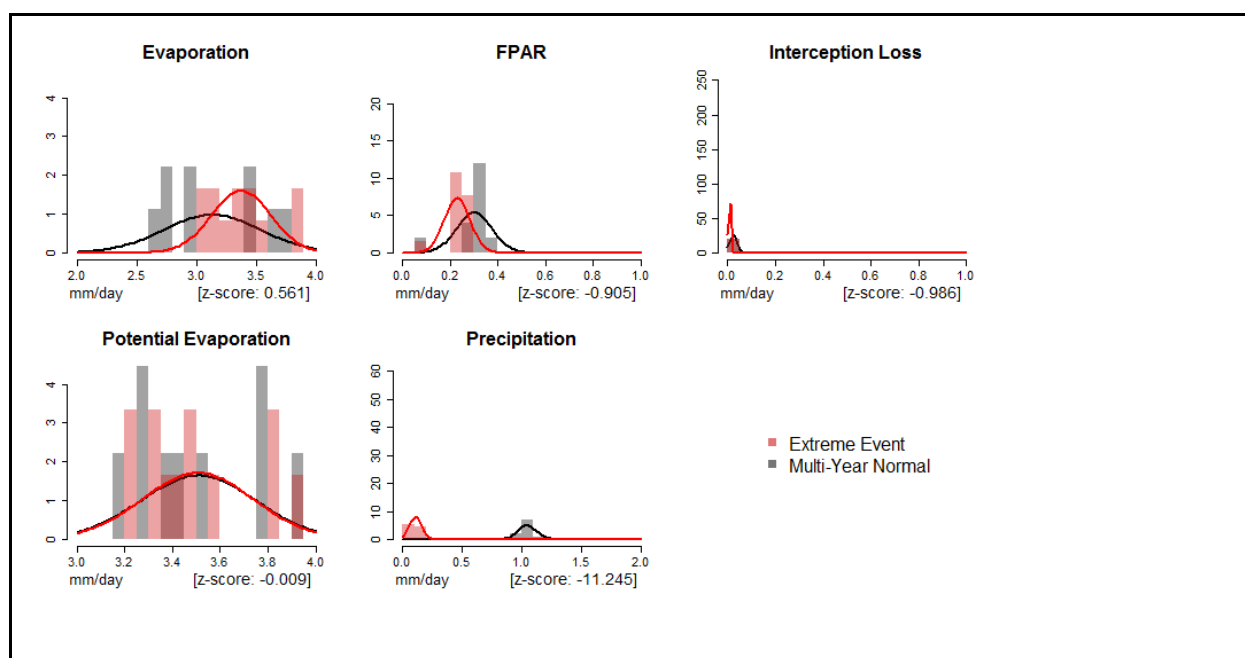 Evaporation
4
3
2
1
0
2.0 2.5 3.0 3.5 4.0
mm/day [z-score: 0.561]
FPAR
20
15
10
5
0
0.0 0.2 0.4 0.6 0.8 1.0
mm/day [z-score: -0.905]
Interception Loss
250
200
150
100
50
0
0.0 0.2 0.4 0.6 0.8 1.0
mm/day [z-score: -0.986]
Potential Evaporation
4
3
2
1
0
3.0 3.2 3.4 3.6 3.8 4.0
mm/day [z-score: -0.009]
Precipitation
60
50
40
30
20
10
0
0.0 0.5 1.0 1.5 2.0
mm/day [z-score: -11.245]
Extreme Event
Multi-Year Normal